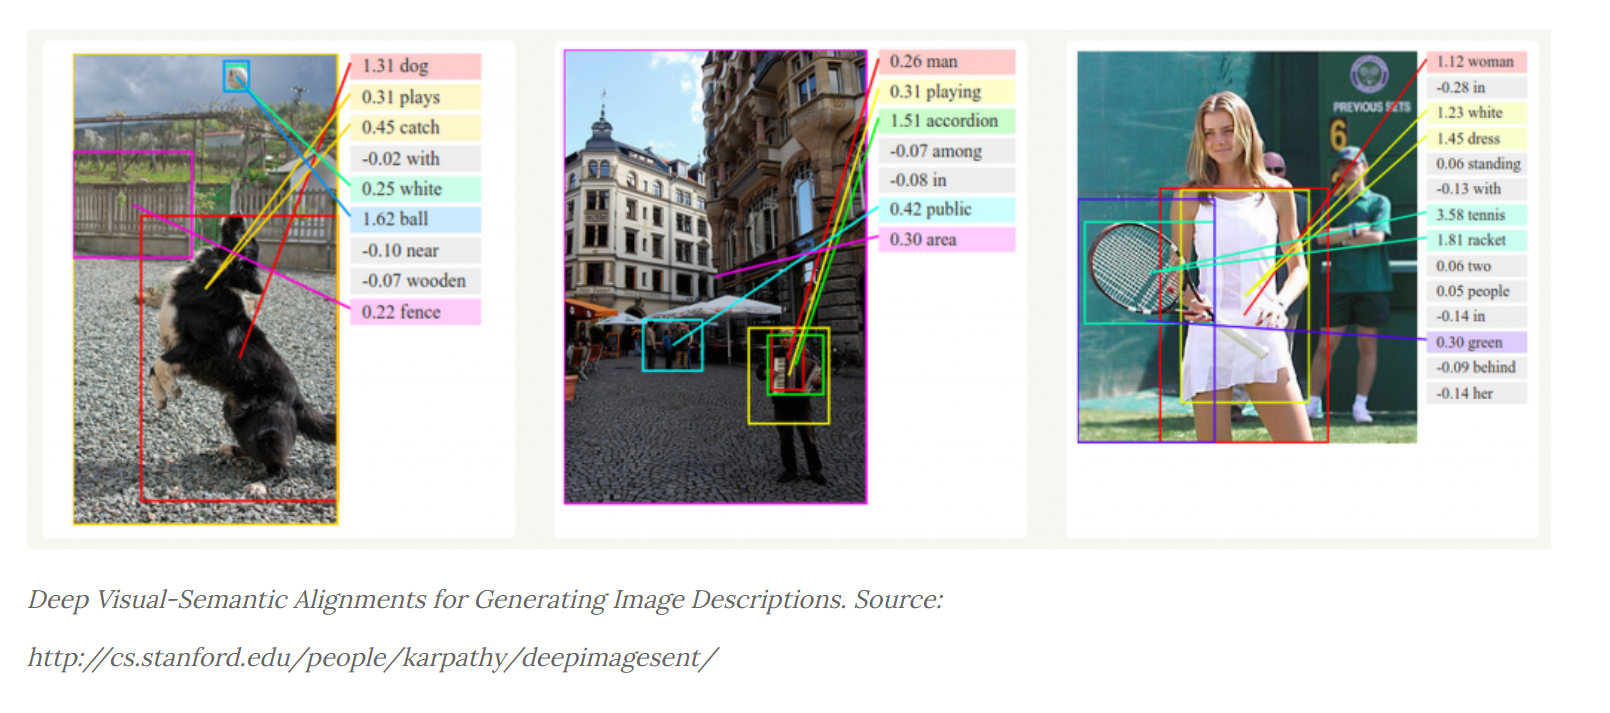 1.31 dog
0.31 plays
0.45 catch
-0.02 with
0.25 white
1.62 ball
-0.10 near
-0.07 wooden
0.22 fence
0.26 man
0.31 playing
1.51 accordion
-0.07 among
-0.08 in
0.42 public
0.30 area
PREVIOUS SETS
6
1.12 woman
-0.28 in
1.23 white
1.45 dress
0.06 standing
-0.13 with
3.58 tennis
1.81 racket
0.06 two
0.05 people
-0.14 in
0.30 green
-0.09 behind
-0.14 her
Deep Visual-Semantic Alignments for Generating Image Descriptions. Source:
http://cs.stanford.edu/people/karpathy/deepimagesent/